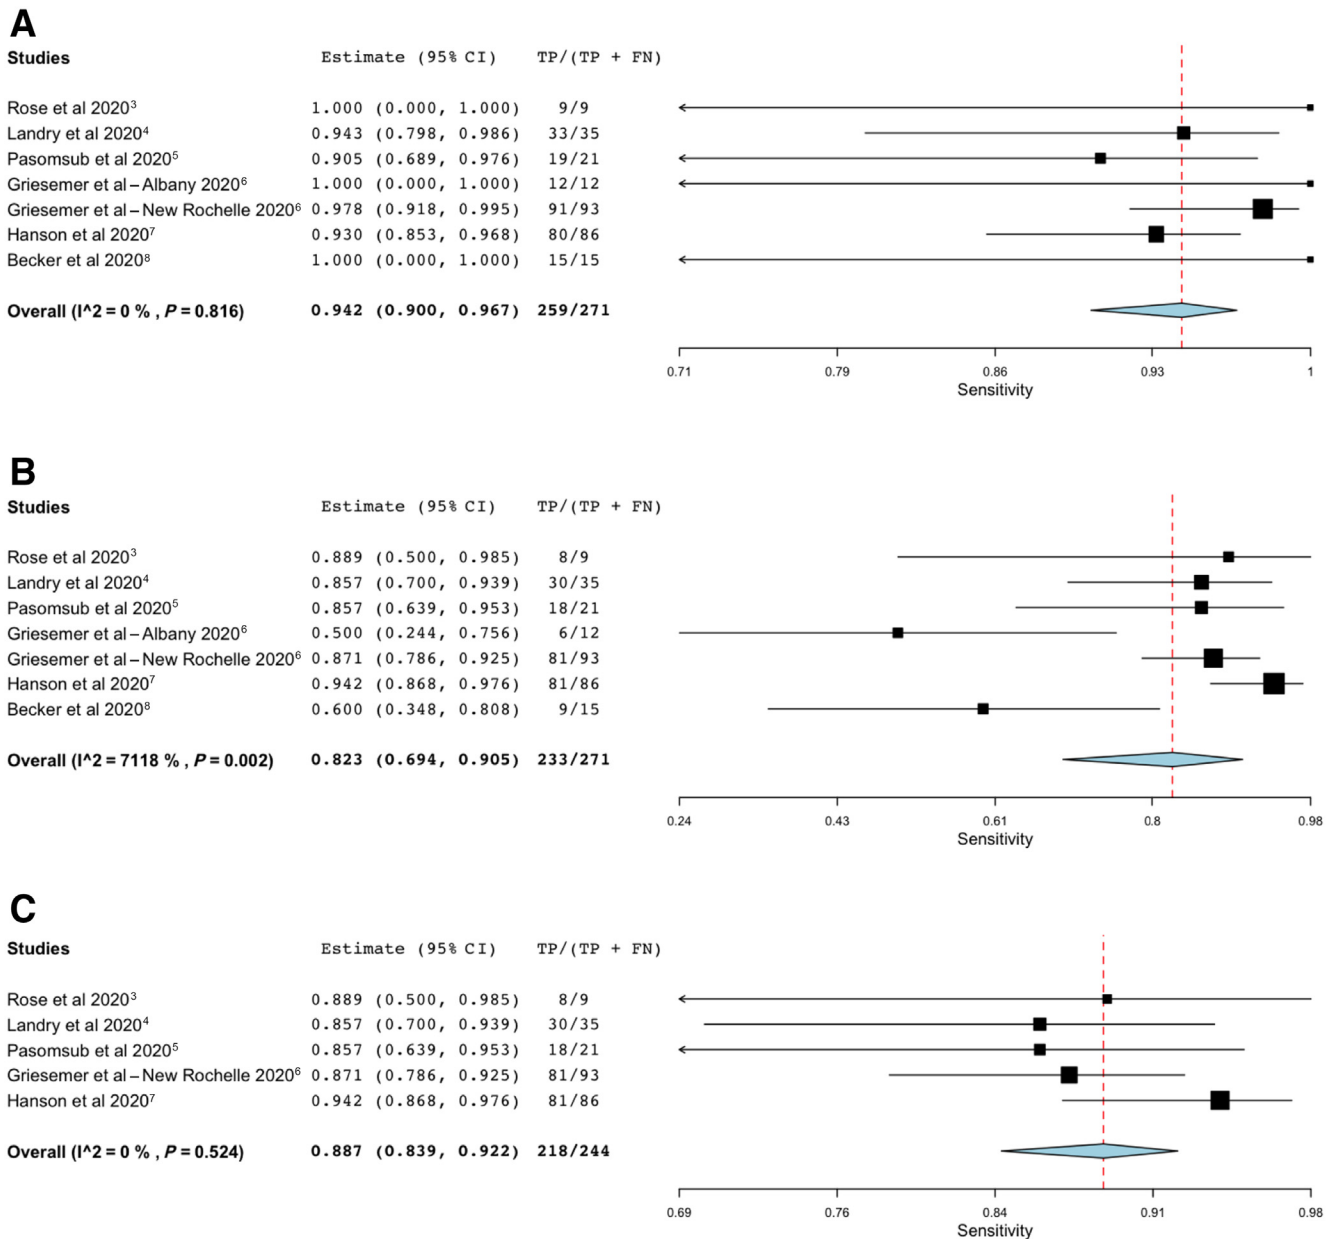 A
Studies Estimate (95% CI) TP/(TP + FN)
Rose et al 2020³ 1.000 (0.000, 1.000) 9/9
Landry et al 2020⁴ 0.943 (0.798, 0.986) 33/35
Pasomsub et al 2020⁵ 0.905 (0.689, 0.976) 19/21
Griesemer et al – Albany 2020⁶ 1.000 (0.000, 1.000) 12/12
Griesemer et al – New Rochelle 2020⁶ 0.978 (0.918, 0.995) 91/93
Hanson et al 2020⁷ 0.930 (0.853, 0.968) 80/86
Becker et al 2020⁸ 1.000 (0.000, 1.000) 15/15
Overall (I^2 = 0 % , P = 0.816) 0.942 (0.900, 0.967) 259/271
0.71 0.79 0.86 0.93 1
Sensitivity
B
Studies Estimate (95% CI) TP/(TP + FN)
Rose et al 2020³ 0.889 (0.500, 0.985) 8/9
Landry et al 2020⁴ 0.857 (0.700, 0.939) 30/35
Pasomsub et al 2020⁵ 0.857 (0.639, 0.953) 18/21
Griesemer et al – Albany 2020⁶ 0.500 (0.244, 0.756) 6/12
Griesemer et al – New Rochelle 2020⁶ 0.871 (0.786, 0.925) 81/93
Hanson et al 2020⁷ 0.942 (0.868, 0.976) 81/86
Becker et al 2020⁸ 0.600 (0.348, 0.808) 9/15
Overall (I^2 = 7118 % , P = 0.002) 0.823 (0.694, 0.905) 233/271
0.24 0.43 0.61 0.8 0.98
Sensitivity
C
Studies Estimate (95% CI) TP/(TP + FN)
Rose et al 2020³ 0.889 (0.500, 0.985) 8/9
Landry et al 2020⁴ 0.857 (0.700, 0.939) 30/35
Pasomsub et al 2020⁵ 0.857 (0.639, 0.953) 18/21
Griesemer et al – New Rochelle 2020⁶ 0.871 (0.786, 0.925) 81/93
Hanson et al 2020⁷ 0.942 (0.868, 0.976) 81/86
Overall (I^2 = 0 % , P = 0.524) 0.887 (0.839, 0.922) 218/244
0.69 0.76 0.84 0.91 0.98
Sensitivity